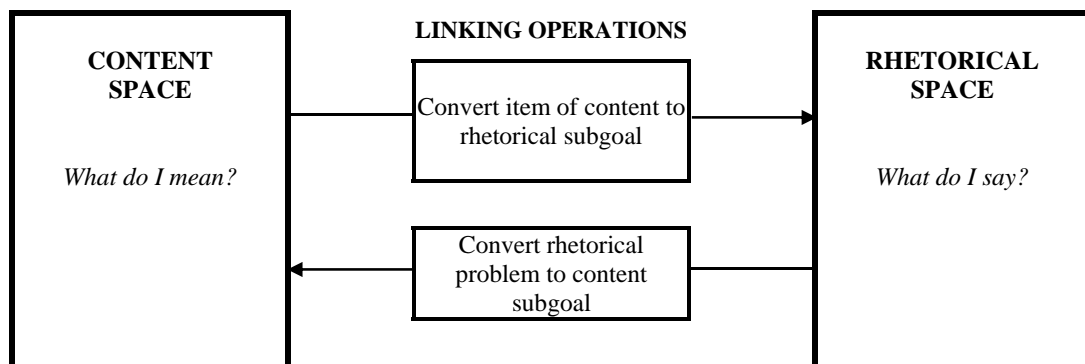 LINKING OPERATIONS
CONTENT
SPACE
What do I mean?
Convert item of content to
rhetorical subgoal
Convert rhetorical
problem to content
subgoal
RHETORICAL
SPACE
What do I say?